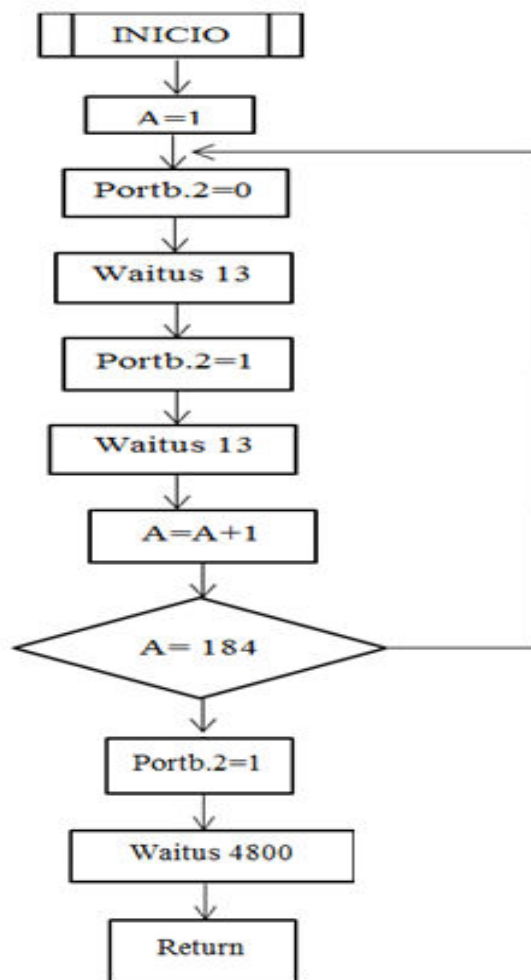 INICIO
A=1
Portb.2=0
Waitus 13
Portb.2=1
Waitus 13
A=A+1
A= 184
Portb.2=1
Waitus 4800
Return